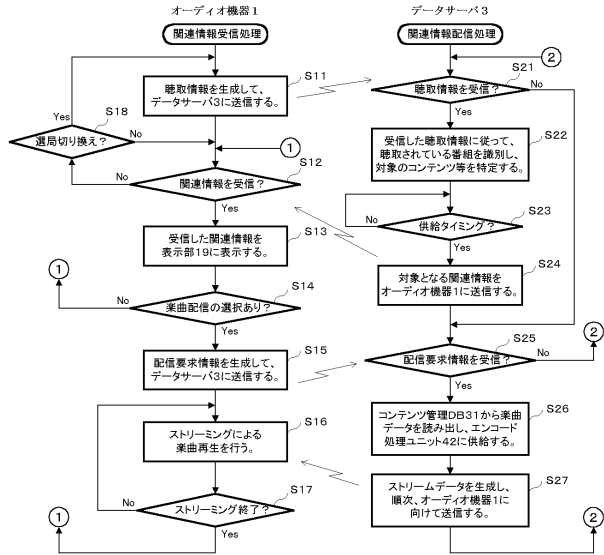 オーディオ機器1
関連情報受信処理
S11
聴取情報を生成して、
データサーバ3に送信する。
Yes
S18
選局切り換え?
No
1
S12
関連情報を受信?
No
Yes
S13
受信した関連情報を
表示部19に表示する。
1
S14
楽曲配信の選択あり?
No
Yes
S15
配信要求情報を生成して、
データサーバ3に送信する。
S16
ストリーミングによる
楽曲再生を行う。
S17
ストリーミング終了?
No
Yes
1
データサーバ3
関連情報配信処理
2
S21
聴取情報を受信?
No
Yes
S22
受信した聴取情報に従って、
聴取されている番組を識別し、
対象のコンテンツ等を特定する。
S23
供給タイミング?
No
Yes
S24
対象となる関連情報を
オーディオ機器1に送信する。
2
S25
配信要求情報を受信?
No
Yes
S26
コンテンツ管理DB31から楽曲
データを読み出し、エンコード
処理ユニット42に供給する。
S27
ストリームデータを生成し、
順次、オーディオ機器1に
向けて送信する。
2